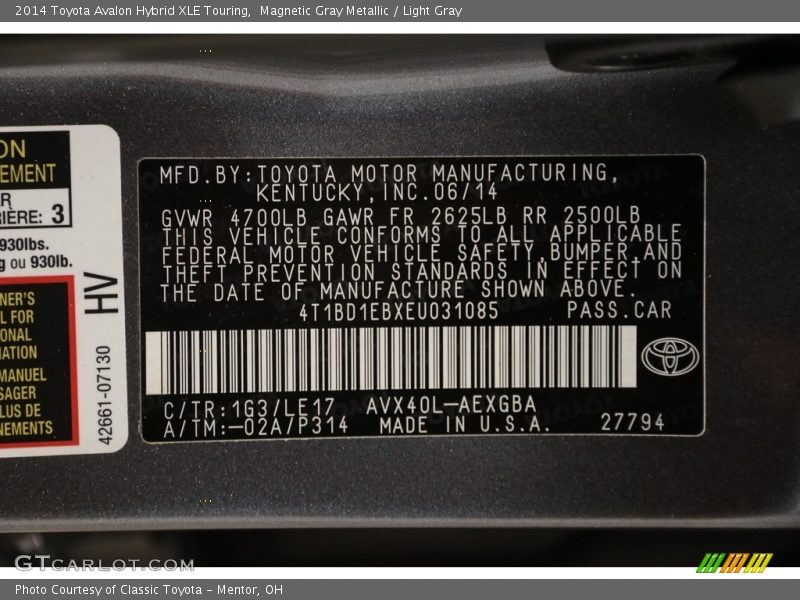 2014 Toyota Avalon Hybrid XLE Touring,  Magnetic Gray Metallic / Light Gray
ON
EMENT
R
IÈRE: 3
930lbs.
g ou 930lb.
NER'S
L FOR
ONAL
ATION
MANUEL
SAGER
LUS DE
NEMENTS
HV
42661-07130
MFD.BY:TOYOTA MOTOR MANUFACTURING,
KENTUCKY,INC.06/14
GVWR 4700LB GAWR FR 2625LB RR 2500LB
THIS VEHICLE CONFORMS TO ALL APPLICABLE
FEDERAL MOTOR VEHICLE SAFETY,BUMPER,AND
THEFT PREVENTION STANDARDS IN EFFECT ON
THE DATE OF MANUFACTURE SHOWN ABOVE.
4T1BD1EBXEU031085 PASS.CAR
C/TR:1G3/LE17 AVX40L-AEXGBA
A/TM:-02A/P314 MADE IN U.S.A. 27794
GTCARLOT.COM
Photo Courtesy of Classic Toyota - Mentor, OH